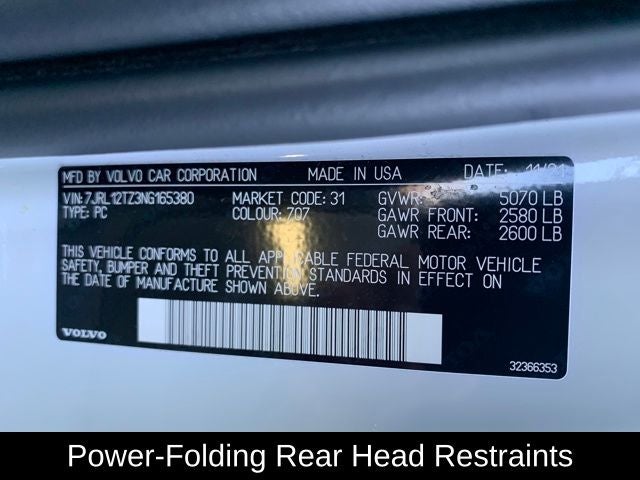 MFD BY VOLVO CAR CORPORATION MADE IN USA DATE: 11/21
VIN: 7JRL12TZ3NG165380 MARKET CODE: 31 GVWR: 5070 LB
TYPE: PC COLOUR: 707 GAWR FRONT: 2580 LB
GAWR REAR: 2600 LB
THIS VEHICLE CONFORMS TO ALL APPLICABLE FEDERAL MOTOR VEHICLE
SAFETY, BUMPER AND THEFT PREVENTION STANDARDS IN EFFECT ON
THE DATE OF MANUFACTURE SHOWN ABOVE.
VOLVO
32366353
Power-Folding Rear Head Restraints